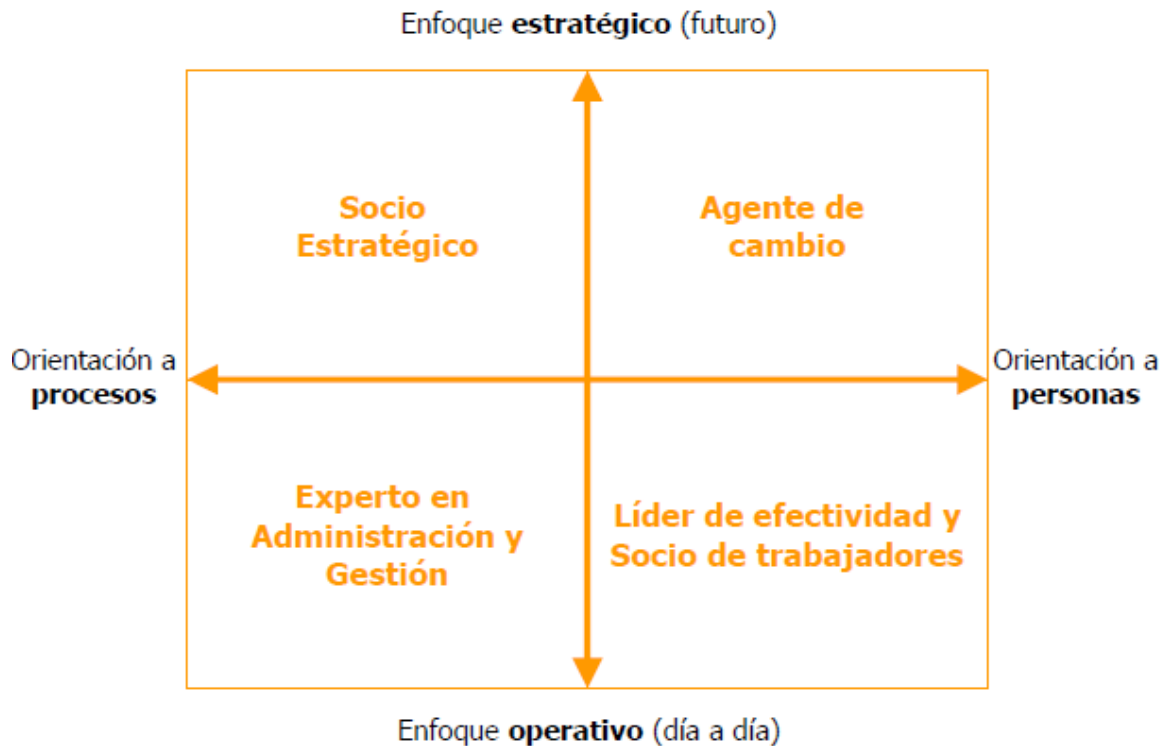 Enfoque estratégico (futuro)
Socio
Estratégico
Agente de
cambio
Orientación a
procesos
Orientación a
personas
Experto en
Administración y
Gestión
Líder de efectividad y
Socio de trabajadores
Enfoque operativo (día a día)